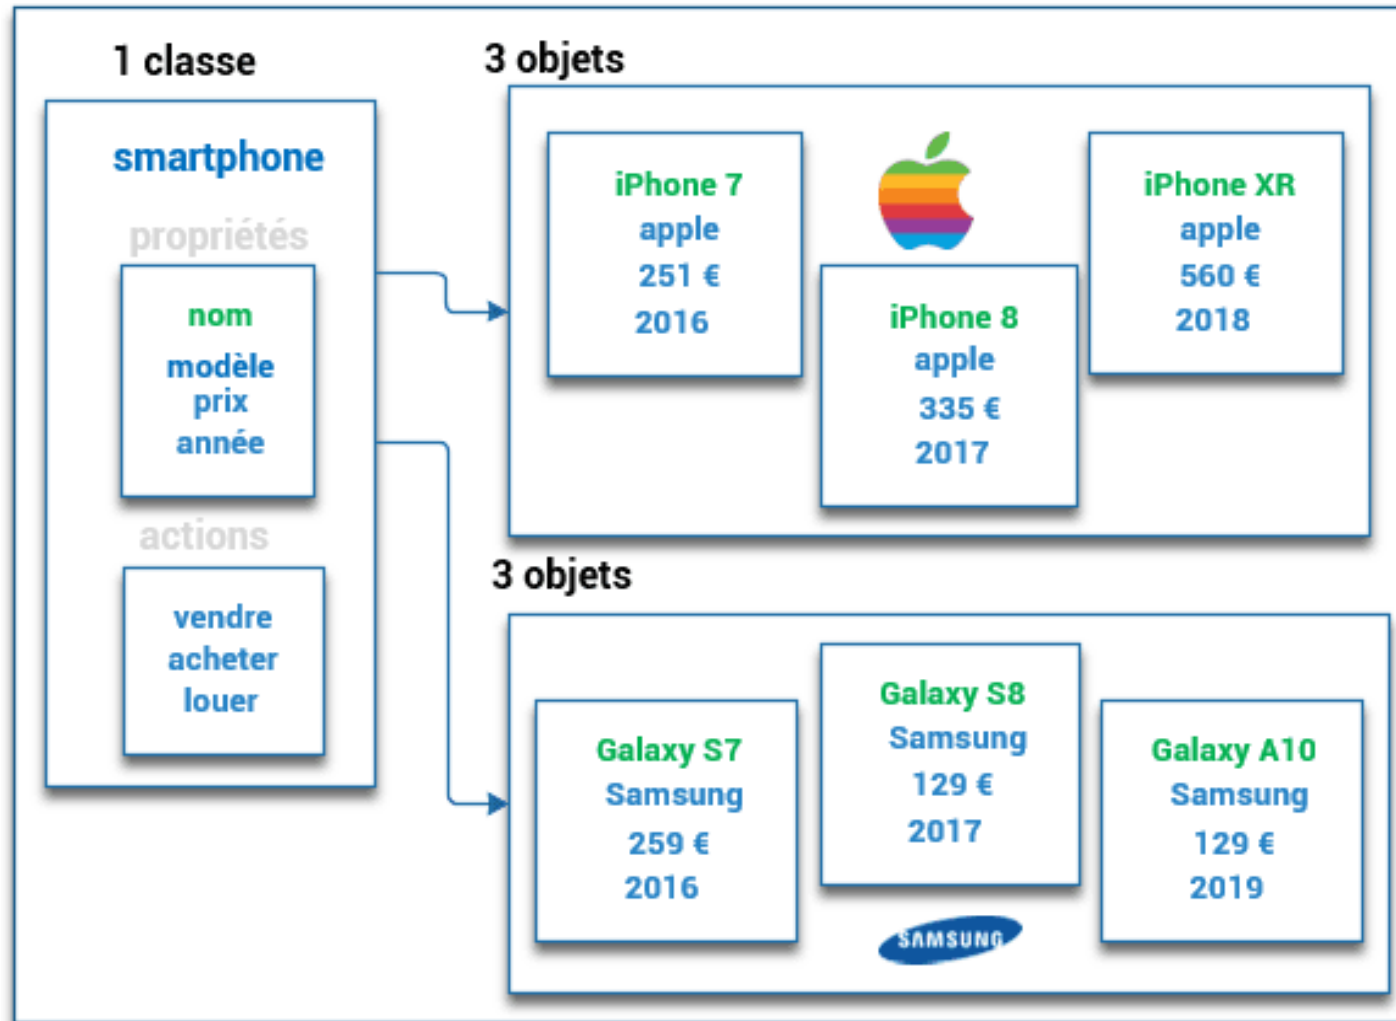 1 classe
smartphone
propriétés
nom
modèle
prix
année
actions
vendre
acheter
louer
3 objets
iPhone 7
apple
251 €
2016
iPhone 8
apple
335 €
2017
iPhone XR
apple
560 €
2018
3 objets
Galaxy S7
Samsung
259 €
2016
Galaxy S8
Samsung
129 €
2017
SAMSUNG
Galaxy A10
Samsung
129 €
2019